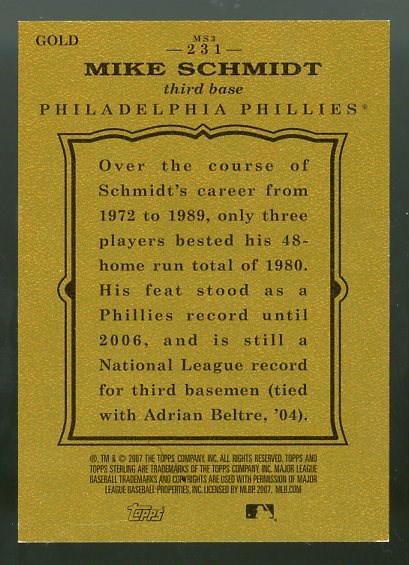 GOLD
MS3
—231—
MIKE SCHMIDT
third base
PHILADELPHIA PHILLIES®
Over the course of
Schmidt's career from
1972 to 1989, only three
players bested his 48-
home run total of 1980.
His feat stood as a
Phillies record until
2006, and is still a
National League record
for third basemen (tied
with Adrian Beltre, '04).
®, TM & © 2007 THE TOPPS COMPANY, INC. ALL RIGHTS RESERVED. TOPPS AND
TOPPS STERLING ARE TRADEMARKS OF THE TOPPS COMPANY, INC. MAJOR LEAGUE
BASEBALL TRADEMARKS AND COPYRIGHTS ARE USED WITH PERMISSION OF MAJOR
LEAGUE BASEBALL PROPERTIES, INC. LICENSED BY MLBP 2007. MLB.COM
Topps